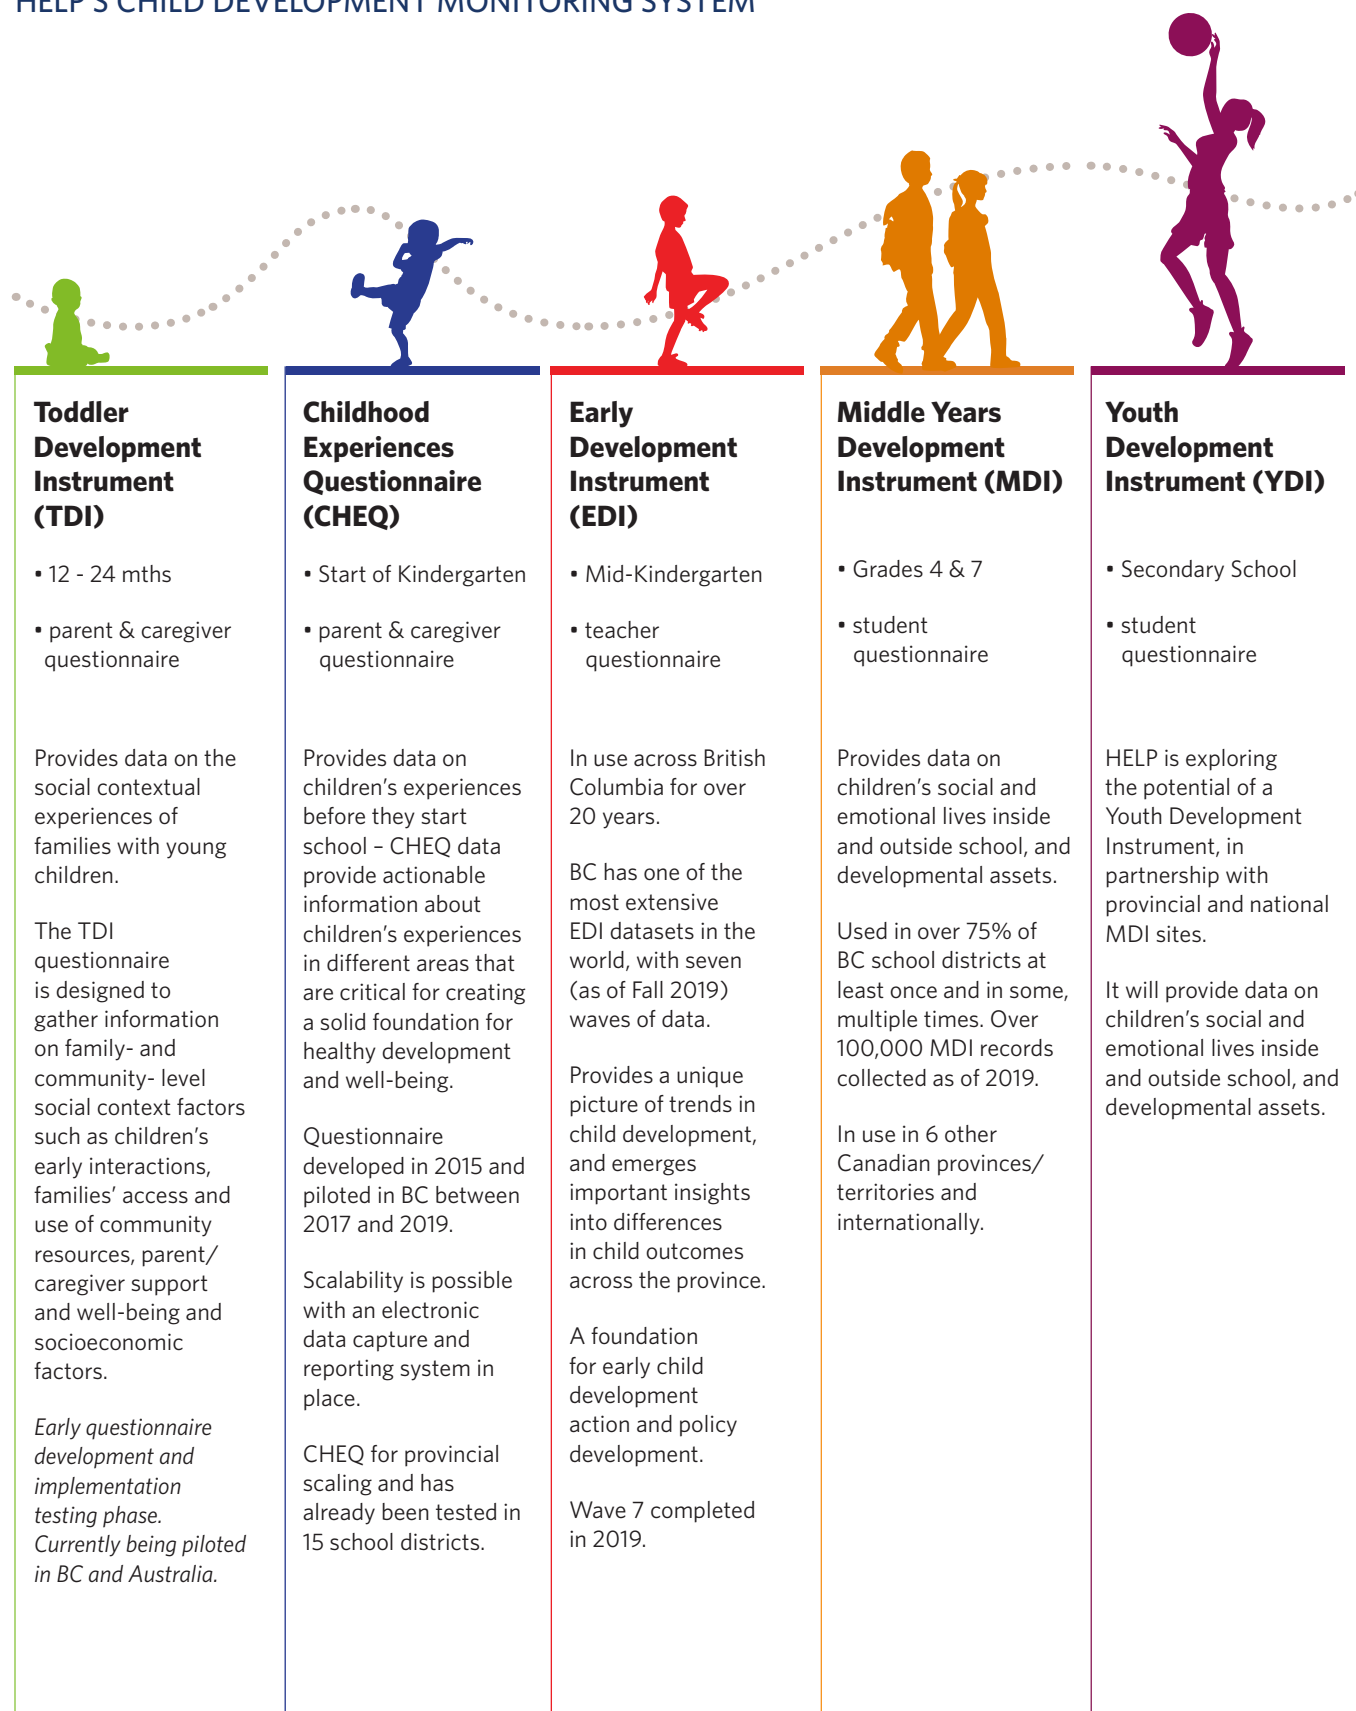 HELP'S CHILD DEVELOPMENT MONITORING SYSTEM
Toddler
Development
Instrument
(TDI)
• 12 - 24 mths
• parent & caregiver
questionnaire
Provides data on the
social contextual
experiences of
families with young
children.
The TDI
questionnaire
is designed to
gather information
on family- and
community- level
social context factors
such as children’s
early interactions,
families’ access and
use of community
resources, parent/
caregiver support
and well-being and
socioeconomic
factors.
Early questionnaire
development and
implementation
testing phase.
Currently being piloted
in BC and Australia.
Childhood
Experiences
Questionnaire
(CHEQ)
• Start of Kindergarten
• parent & caregiver
questionnaire
Provides data on
children’s experiences
before they start
school – CHEQ data
provide actionable
information about
children’s experiences
in different areas that
are critical for creating
a solid foundation for
healthy development
and well-being.
Questionnaire
developed in 2015 and
piloted in BC between
2017 and 2019.
Scalability is possible
with an electronic
data capture and
reporting system in
place.
CHEQ for provincial
scaling and has
already been tested in
15 school districts.
Early
Development
Instrument
(EDI)
• Mid-Kindergarten
• teacher
questionnaire
In use across British
Columbia for over
20 years.
BC has one of the
most extensive
EDI datasets in the
world, with seven
(as of Fall 2019)
waves of data.
Provides a unique
picture of trends in
child development,
and emerges
important insights
into differences
in child outcomes
across the province.
A foundation
for early child
development
action and policy
development.
Wave 7 completed
in 2019.
Middle Years
Development
Instrument (MDI)
• Grades 4 & 7
• student
questionnaire
Provides data on
children’s social and
emotional lives inside
and outside school, and
developmental assets.
Used in over 75% of
BC school districts at
least once and in some,
multiple times. Over
100,000 MDI records
collected as of 2019.
In use in 6 other
Canadian provinces/
territories and
internationally.
Youth
Development
Instrument (YDI)
• Secondary School
• student
questionnaire
HELP is exploring
the potential of a
Youth Development
Instrument, in
partnership with
provincial and national
MDI sites.
It will provide data on
children’s social and
emotional lives inside
and outside school, and
developmental assets.